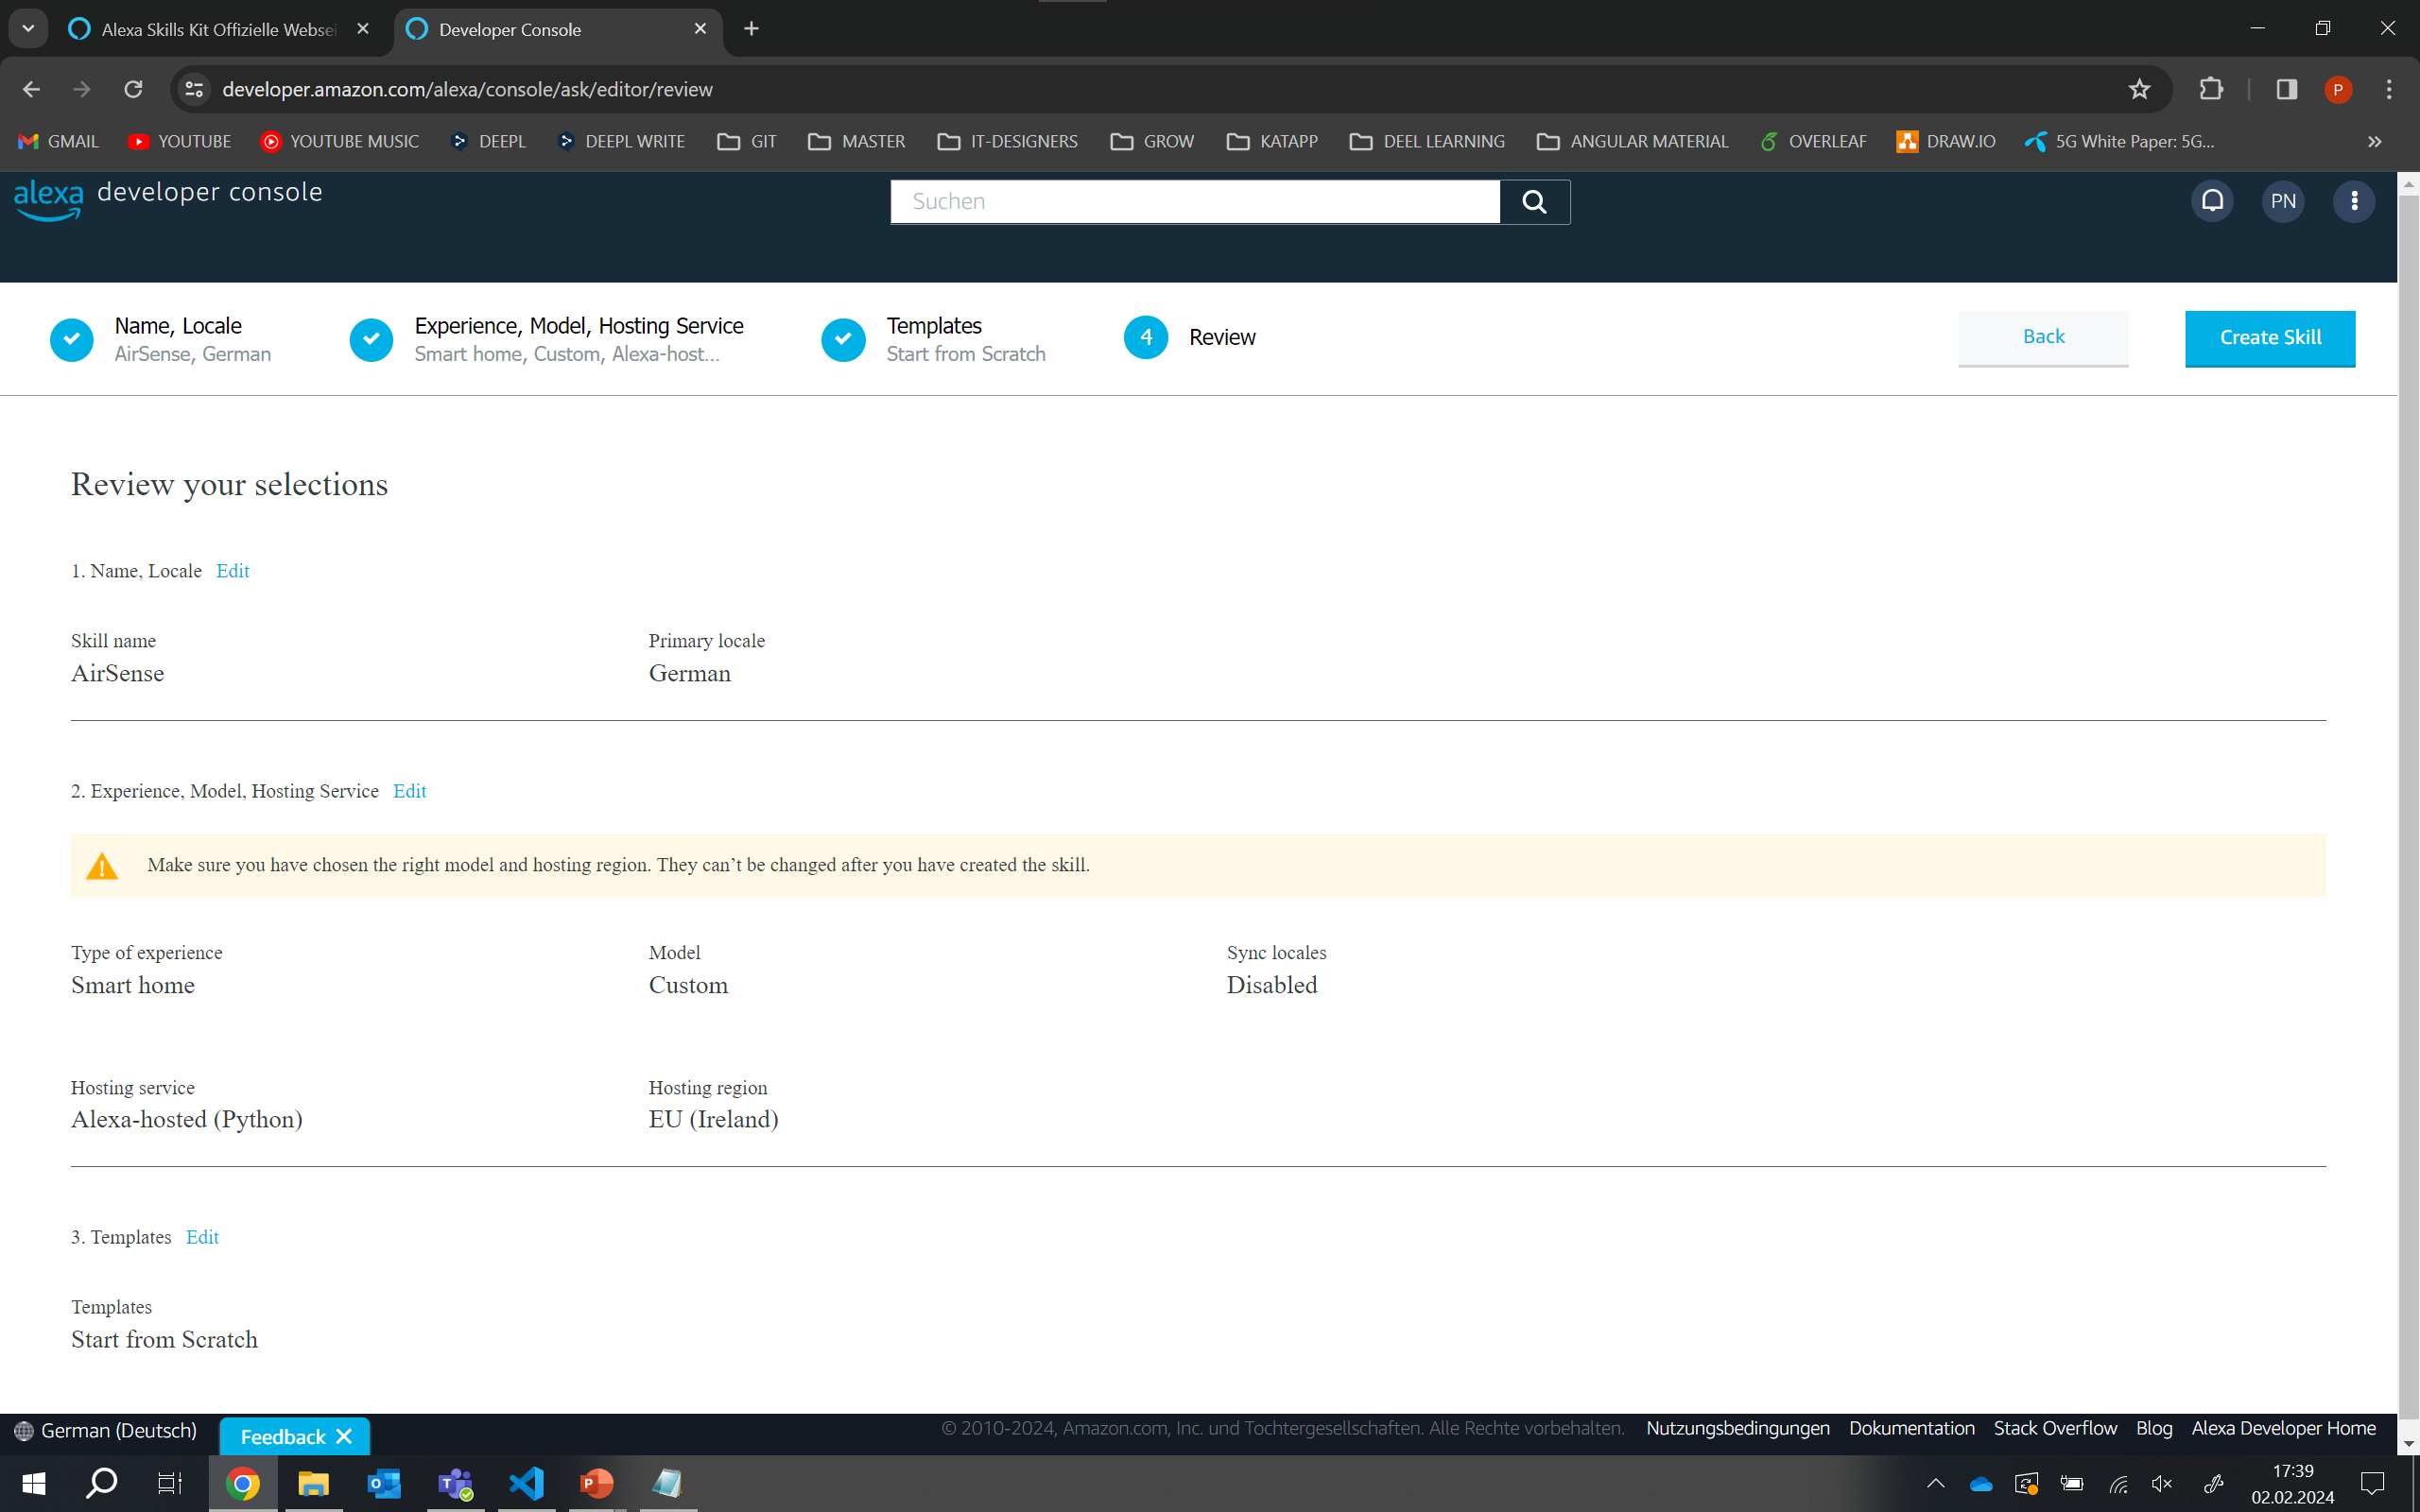 Alexa Skills Kit Offizielle Websei
Developer Console
developer.amazon.com/alexa/console/ask/editor/review
P
GMAIL
YOUTUBE
YOUTUBE MUSIC
DEEPL
DEEPL WRITE
GIT
MASTER
IT-DESIGNERS
GROW
KATAPP
DEEL LEARNING
ANGULAR MATERIAL
OVERLEAF
DRAW.IO
5G White Paper: 5G...
alexa developer console
Suchen
PN
Name, Locale
AirSense, German
Experience, Model, Hosting Service
Smart home, Custom, Alexa-host...
Templates
Start from Scratch
4
Review
Back
Create Skill
Review your selections
1. Name, Locale Edit
Skill name
AirSense
Primary locale
German
2. Experience, Model, Hosting Service Edit
Make sure you have chosen the right model and hosting region. They can’t be changed after you have created the skill.
Type of experience
Smart home
Model
Custom
Sync locales
Disabled
Hosting service
Alexa-hosted (Python)
Hosting region
EU (Ireland)
3. Templates Edit
Templates
Start from Scratch
German (Deutsch)
Feedback
© 2010-2024, Amazon.com, Inc. und Tochtergesellschaften. Alle Rechte vorbehalten.
Nutzungsbedingungen
Dokumentation
Stack Overflow
Blog
Alexa Developer Home
17:39
02.02.2024